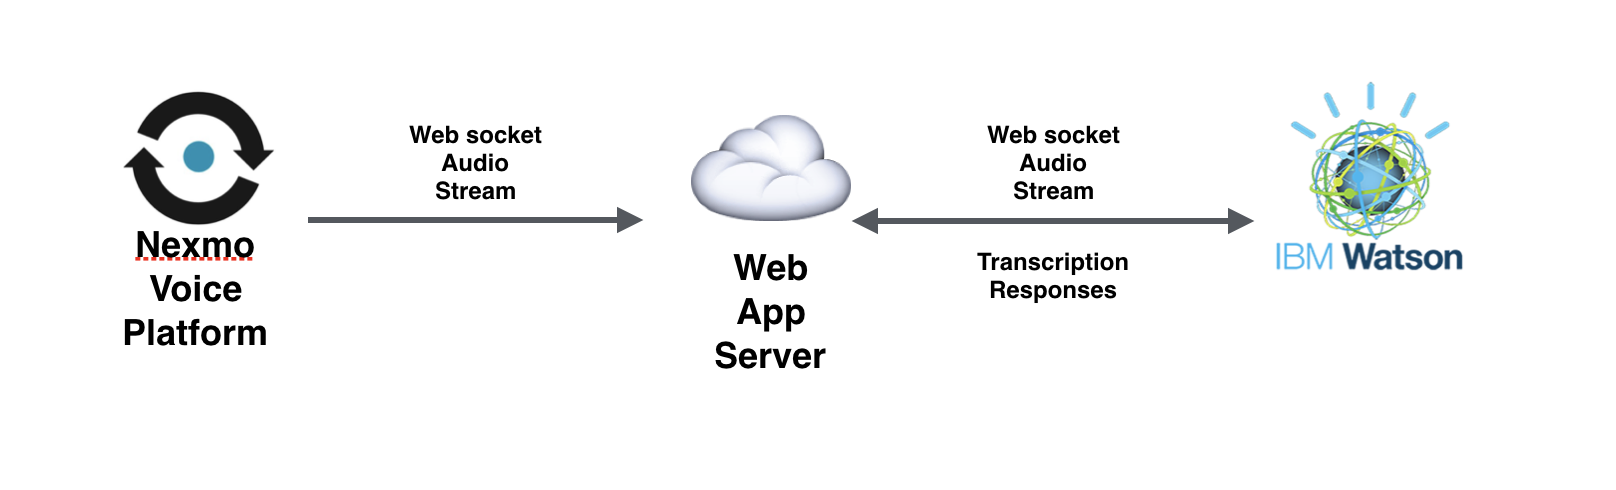 Nexmo
Voice
Platform
Web socket
Audio
Stream
Web
App
Server
Web socket
Audio
Stream
Transcription
Responses
IBM Watson